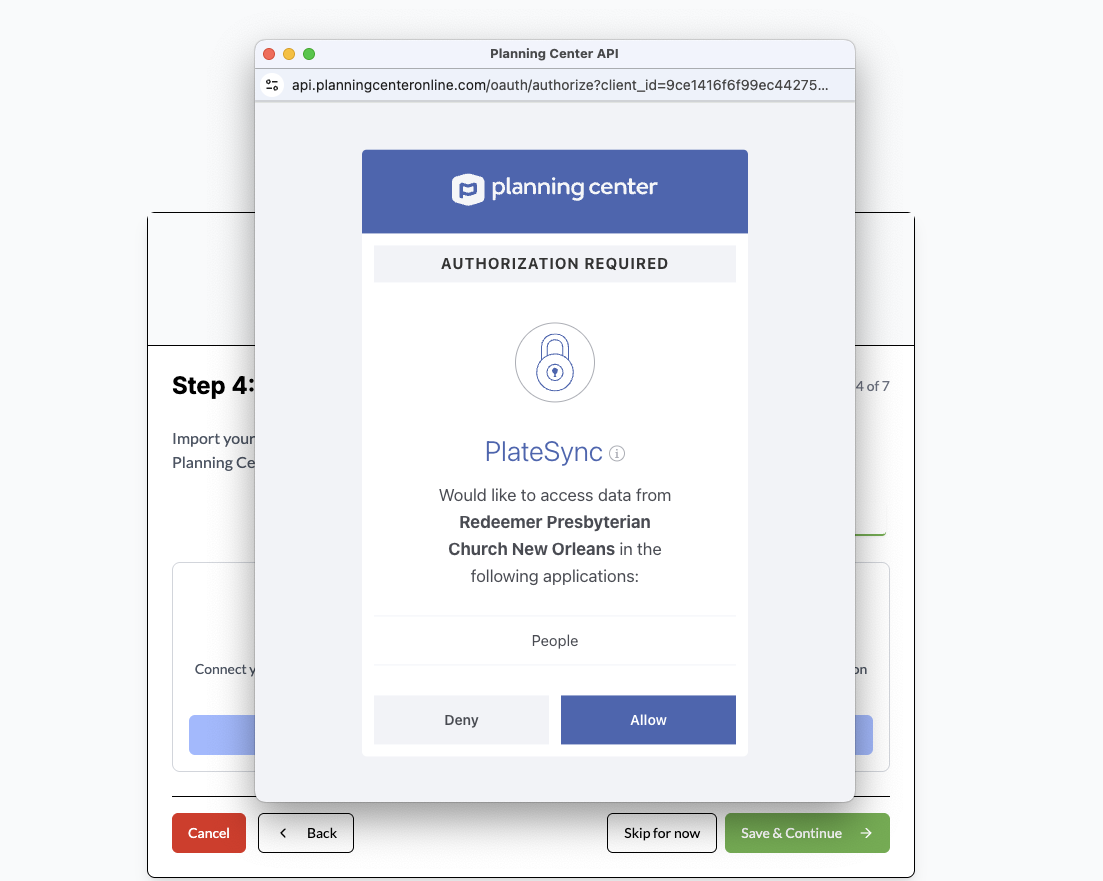 Planning Center API
api.planningcenteronline.com/oauth/authorize?client_id=9ce1416f6f99ec44275...
planning center
AUTHORIZATION REQUIRED
PlateSync
Would like to access data from
Redeemer Presbyterian
Church New Orleans in the
following applications:
People
Deny
Allow
Step 4:
4 of 7
Import your
Planning
Connect
Cancel
Back
Skip for now
Save & Continue